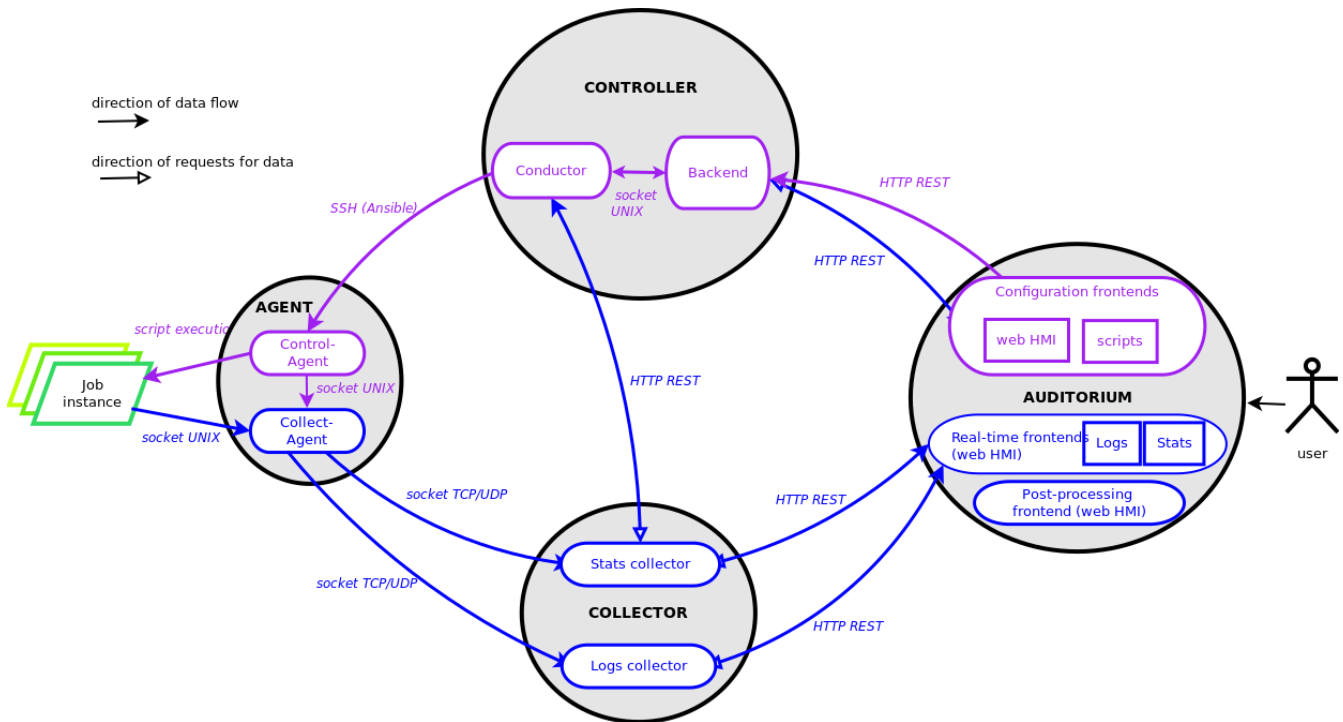 direction of data flow
direction of requests for data
CONTROLLER
Conductor
Backend
socket
UNIX
SSH (Ansible)
HTTP REST
HTTP REST
AGENT
script executio
Control-
Agent
socket UNIX
Job
instance
socket UNIX
Collect-
Agent
HTTP REST
Configuration frontends
web HMI
scripts
AUDITORIUM
Real-time frontends
(web HMI)
Logs
Stats
Post-processing
frontend (web HMI)
user
socket TCP/UDP
socket TCP/UDP
HTTP REST
HTTP REST
Stats collector
COLLECTOR
Logs collector